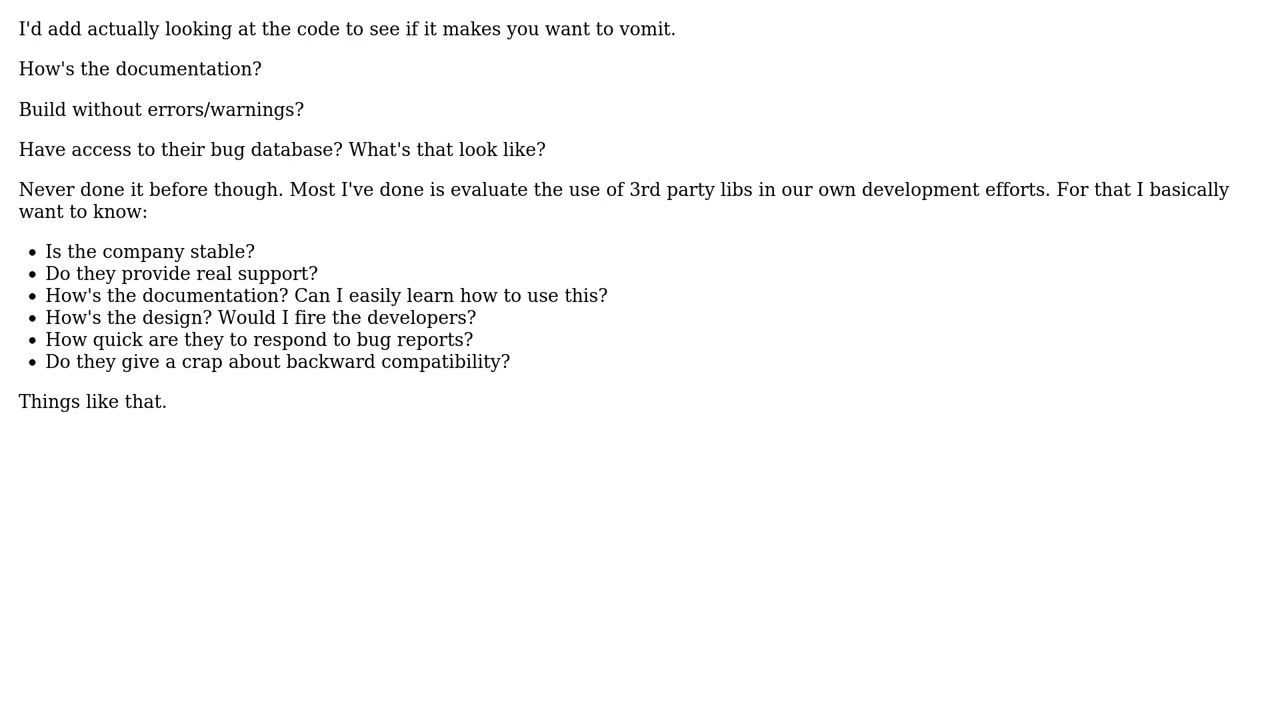 I'd add actually looking at the code to see if it makes you want to vomit.
How's the documentation?
Build without errors/warnings?
Have access to their bug database? What's that look like?
Never done it before though. Most I've done is evaluate the use of 3rd party libs in our own development efforts. For that I basically
want to know:
• Is the company stable?
• Do they provide real support?
• How's the documentation? Can I easily learn how to use this?
• How's the design? Would I fire the developers?
• How quick are they to respond to bug reports?
• Do they give a crap about backward compatibility?
Things like that.